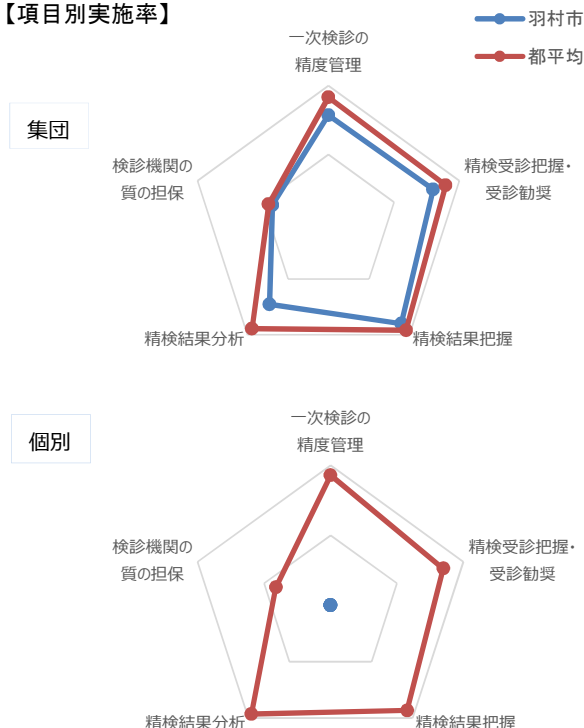 【項目別実施率】
羽村市
都平均
集団
一次検診の
精度管理
精検受診把握・
受診勧奨
精検結果把握
精検結果分析
検診機関の
質の担保
個別
一次検診の
精度管理
精検受診把握・
受診勧奨
精検結果把握
精検結果分析
検診機関の
質の担保